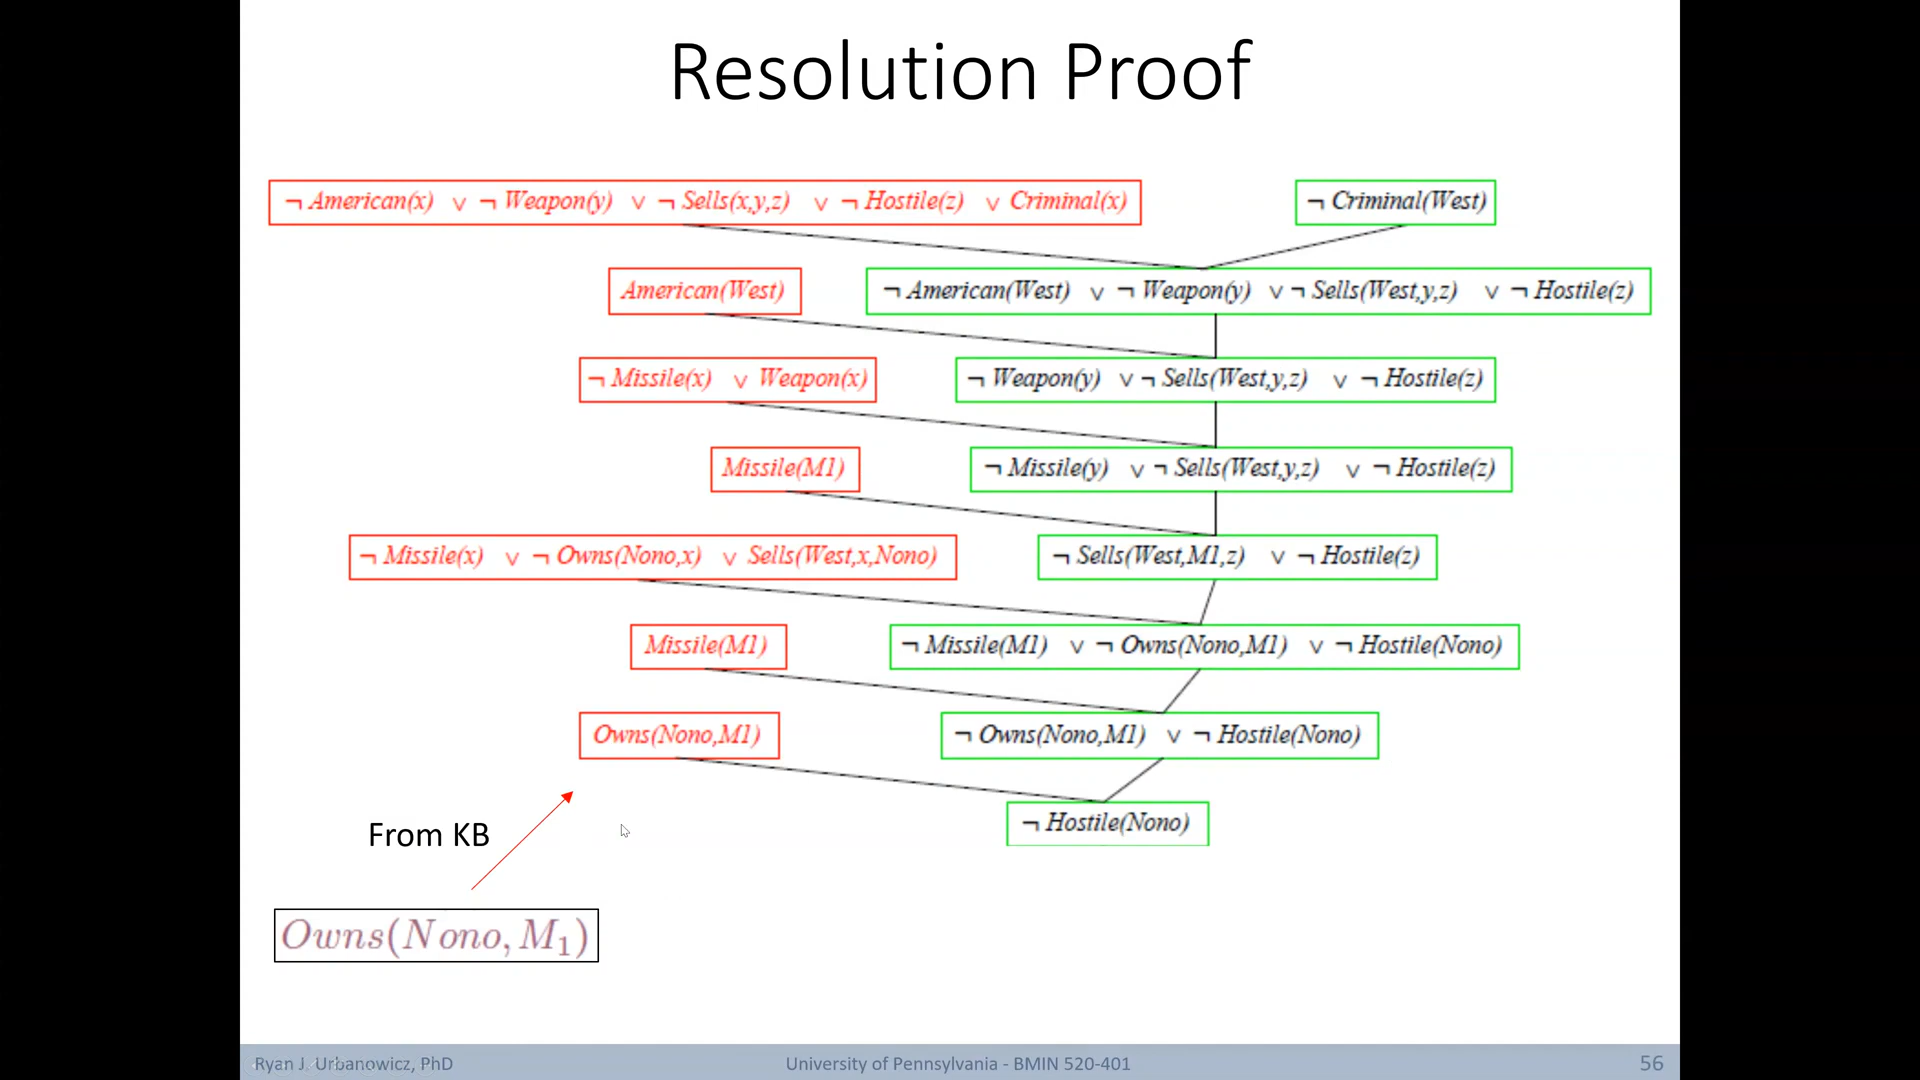 Resolution Proof
¬ American(x) ∨ ¬ Weapon(y) ∨ ¬ Sells(x,y,z) ∨ ¬ Hostile(z) ∨ Criminal(x)
¬ Criminal(West)
American(West)
¬ American(West) ∨ ¬ Weapon(y) ∨ ¬ Sells(West,y,z) ∨ ¬ Hostile(z)
¬ Missile(x) ∨ Weapon(x)
¬ Weapon(y) ∨ ¬ Sells(West,y,z) ∨ ¬ Hostile(z)
Missile(M1)
¬ Missile(y) ∨ ¬ Sells(West,y,z) ∨ ¬ Hostile(z)
¬ Missile(x) ∨ ¬ Owns(Nono,x) ∨ Sells(West,x,Nono)
¬ Sells(West,M1,z) ∨ ¬ Hostile(z)
Missile(M1)
¬ Missile(M1) ∨ ¬ Owns(Nono,M1) ∨ ¬ Hostile(Nono)
Owns(Nono,M1)
¬ Owns(Nono,M1) ∨ ¬ Hostile(Nono)
¬ Hostile(Nono)
From KB
Owns(Nono, M₁)
Ryan J. Urbanowicz, PhD
University of Pennsylvania - BMIN 520-401
56